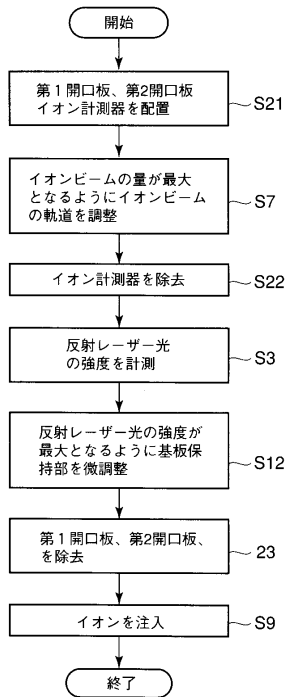 開始
第1開口板、第2開口板
イオン計測器を配置
S21
イオンビームの量が最大
となるようにイオンビーム
の軌道を調整
S7
イオン計測器を除去
S22
反射レーザー光
の強度を計測
S3
反射レーザー光の強度が
最大となるように基板保
持部を微調整
S12
第1開口板、第2開口板、
を除去
23
イオンを注入
S9
終了